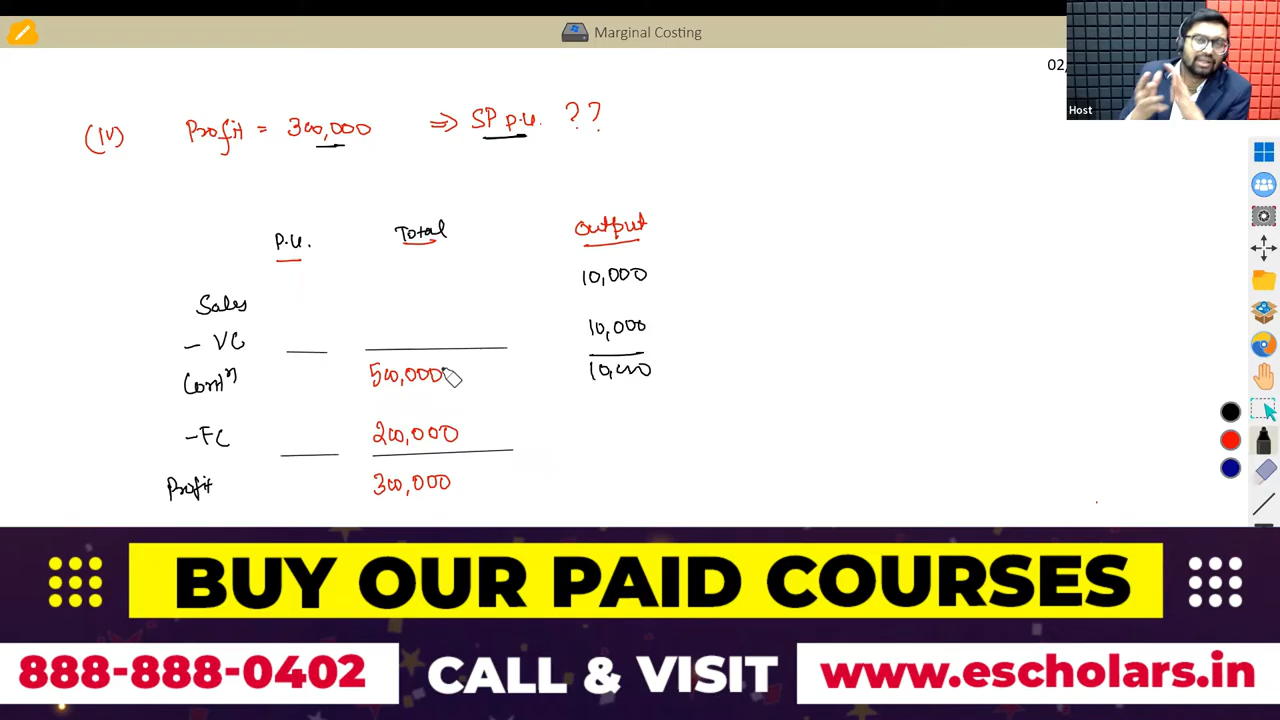 Marginal Costing
02/
Host
(IV) Profit = 300,000 ⇒ SP p.u. ??
P.U. Total Output
10,000
Sales
- VC 10,000
Contⁿ 500,000 10,000
- FC 200,000
Profit 300,000
BUY OUR PAID COURSES
888-888-0402 CALL & VISIT www.escholars.in